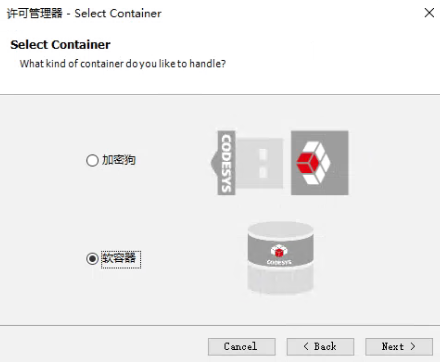 许可管理器 - Select Container
Select Container
What kind of container do you like to handle?
加密狗
CODESYS
软容器
CODESYS
Cancel
< Back
Next >